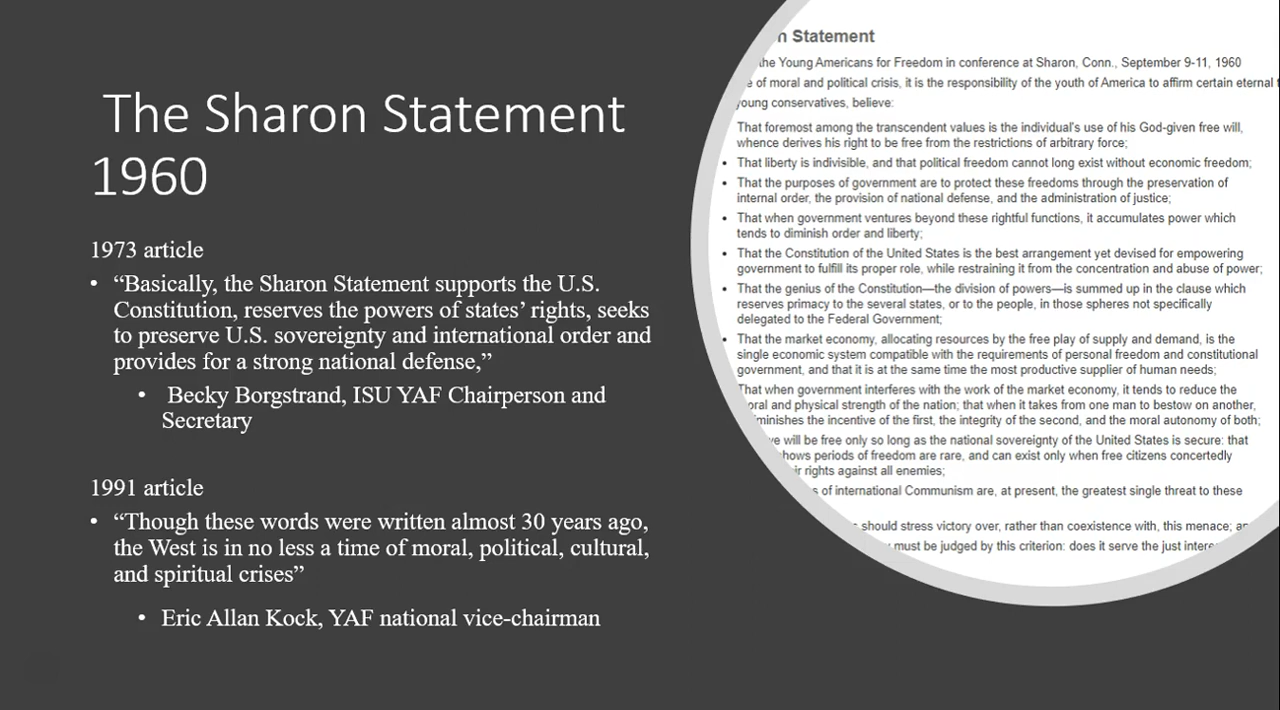 The Sharon Statement
1960
1973 article
• “Basically, the Sharon Statement supports the U.S.
Constitution, reserves the powers of states’ rights, seeks
to preserve U.S. sovereignty and international order and
provides for a strong national defense,”
• Becky Borgstrand, ISU YAF Chairperson and
Secretary
1991 article
• “Though these words were written almost 30 years ago,
the West is in no less a time of moral, political, cultural,
and spiritual crises”
• Eric Allan Kock, YAF national vice-chairman
Statement
the Young Americans for Freedom in conference at Sharon, Conn., September 9-11, 1960
of moral and political crisis, it is the responsibility of the youth of America to affirm certain eternal
young conservatives, believe:
That foremost among the transcendent values is the individual's use of his God-given free will,
whence derives his right to be free from the restrictions of arbitrary force;
• That liberty is indivisible, and that political freedom cannot long exist without economic freedom;
• That the purposes of government are to protect these freedoms through the preservation of
internal order, the provision of national defense, and the administration of justice;
• That when government ventures beyond these rightful functions, it accumulates power which
tends to diminish order and liberty;
• That the Constitution of the United States is the best arrangement yet devised for empowering
government to fulfill its proper role, while restraining it from the concentration and abuse of power;
• That the genius of the Constitution—the division of powers—is summed up in the clause which
reserves primacy to the several states, or to the people, in those spheres not specifically
delegated to the Federal Government;
• That the market economy, allocating resources by the free play of supply and demand, is the
single economic system compatible with the requirements of personal freedom and constitutional
government, and that it is at the same time the most productive supplier of human needs;
That when government interferes with the work of the market economy, it tends to reduce the
and physical strength of the nation; that when it takes from one man to bestow on another,
the incentive of the first, the integrity of the second, and the moral autonomy of both;
we will be free only so long as the national sovereignty of the United States is secure: that
periods of freedom are rare, and can exist only when free citizens concertedly
rights against all enemies;
of international Communism are, at present, the greatest single threat to these
should stress victory over, rather than coexistence with, this menace;
must be judged by this criterion: does it serve the just